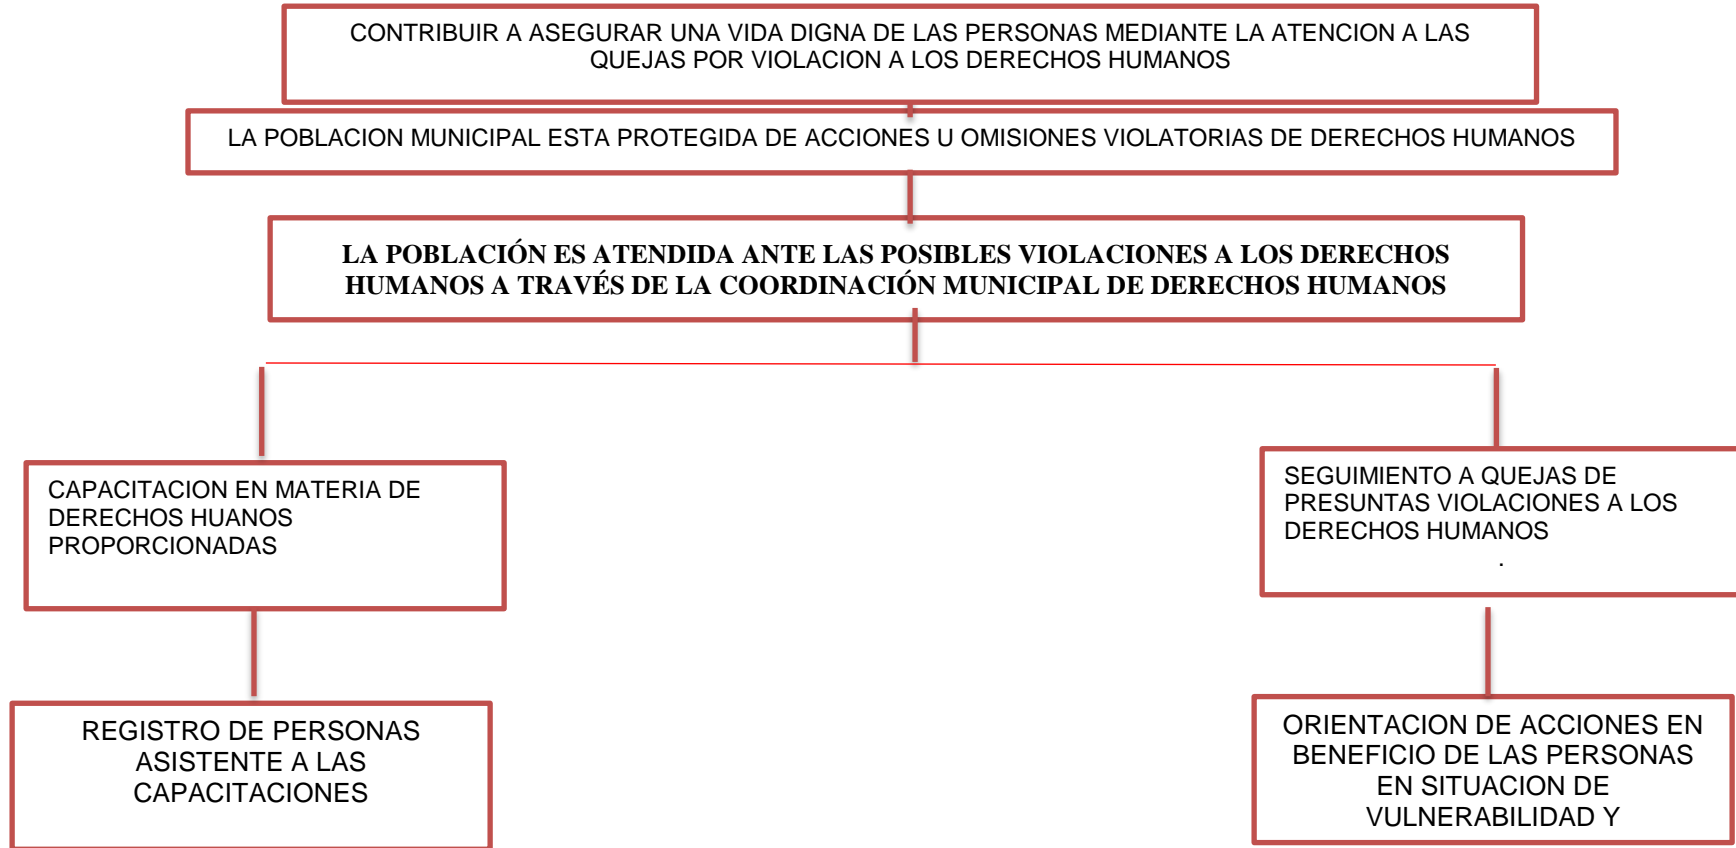 CONTRIBUIR A ASEGURAR UNA VIDA DIGNA DE LAS PERSONAS MEDIANTE LA ATENCION A LAS
QUEJAS POR VIOLACION A LOS DERECHOS HUMANOS
LA POBLACION MUNICIPAL ESTA PROTEGIDA DE ACCIONES U OMISIONES VIOLATORIAS DE DERECHOS HUMANOS
LA POBLACIÓN ES ATENDIDA ANTE LAS POSIBLES VIOLACIONES A LOS DERECHOS
HUMANOS A TRAVÉS DE LA COORDINACIÓN MUNICIPAL DE DERECHOS HUMANOS
CAPACITACION EN MATERIA DE
DERECHOS HUANOS
PROPORCIONADAS
SEGUIMIENTO A QUEJAS DE
PRESUNTAS VIOLACIONES A LOS
DERECHOS HUMANOS
.
REGISTRO DE PERSONAS
ASISTENTE A LAS
CAPACITACIONES
ORIENTACION DE ACCIONES EN
BENEFICIO DE LAS PERSONAS
EN SITUACION DE
VULNERABILIDAD Y